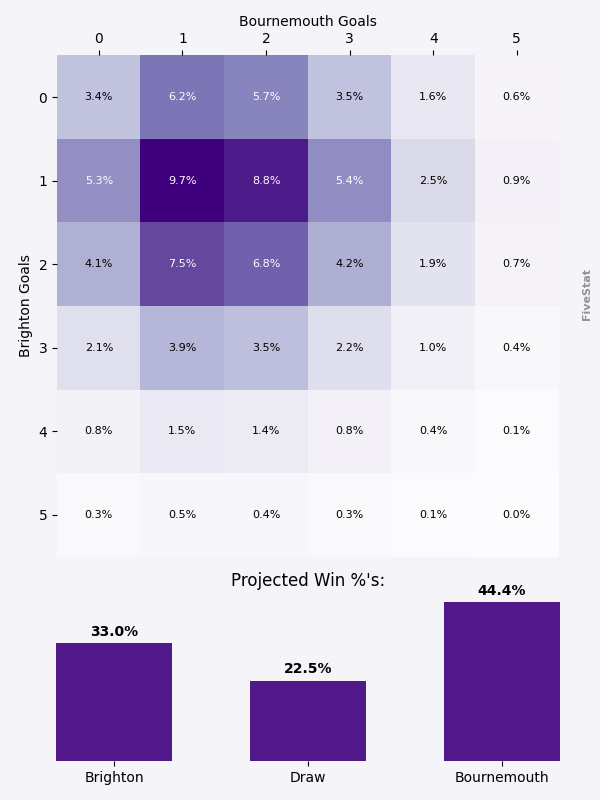 Bournemouth Goals
0 1 2 3 4 5
0 3.4% 6.2% 5.7% 3.5% 1.6% 0.6%
1 5.3% 9.7% 8.8% 5.4% 2.5% 0.9%
2 4.1% 7.5% 6.8% 4.2% 1.9% 0.7%
3 2.1% 3.9% 3.5% 2.2% 1.0% 0.4%
4 0.8% 1.5% 1.4% 0.8% 0.4% 0.1%
5 0.3% 0.5% 0.4% 0.3% 0.1% 0.0%
Brighton Goals
FiveStat
Projected Win %'s:
33.0% 22.5% 44.4%
Brighton Draw Bournemouth